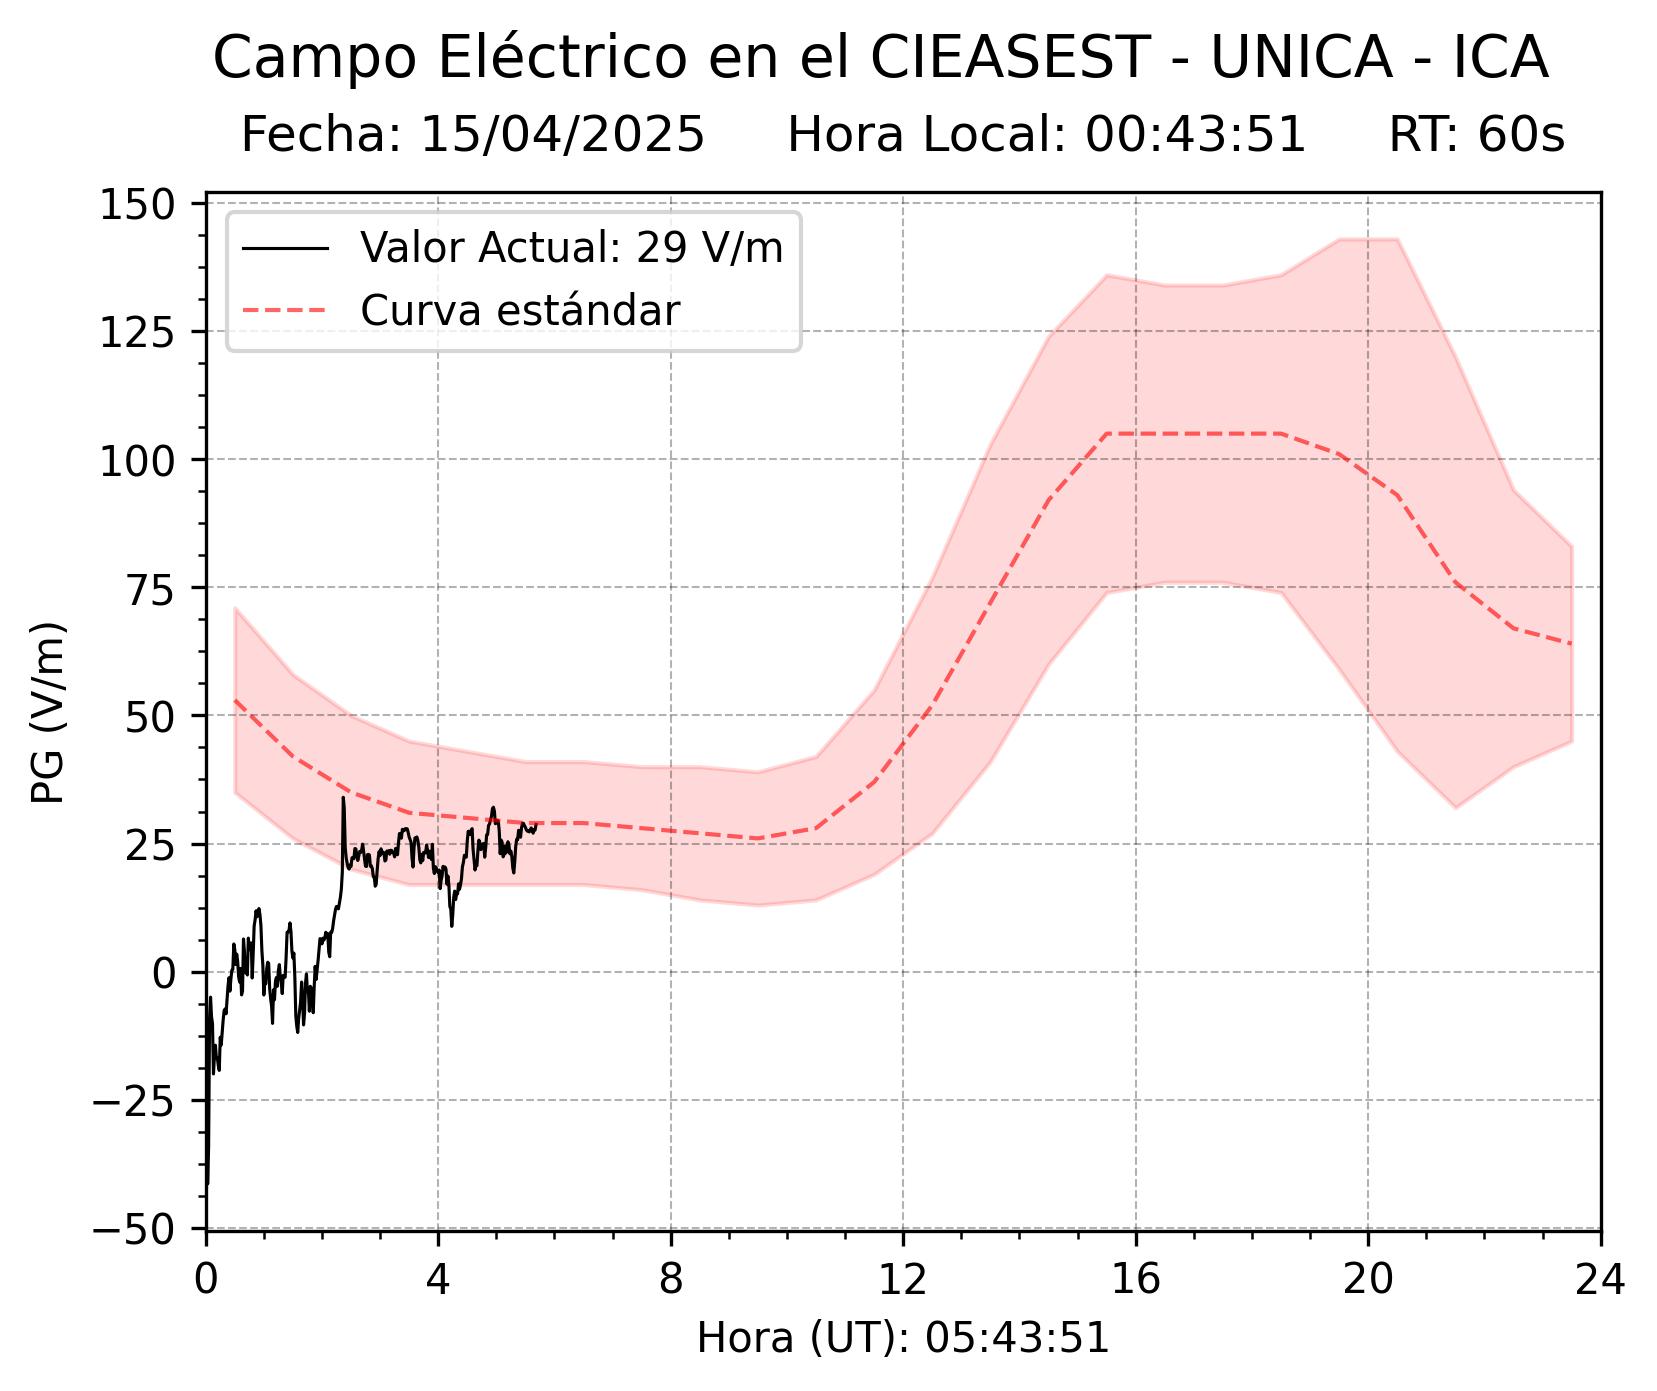 Campo Eléctrico en el CIEASEST - UNICA - ICA
Fecha: 15/04/2025 Hora Local: 00:43:51 RT: 60s
Valor Actual: 29 V/m
Curva estándar
150
125
100
75
50
25
0
−25
−50
PG (V/m)
0 4 8 12 16 20 24
Hora (UT): 05:43:51